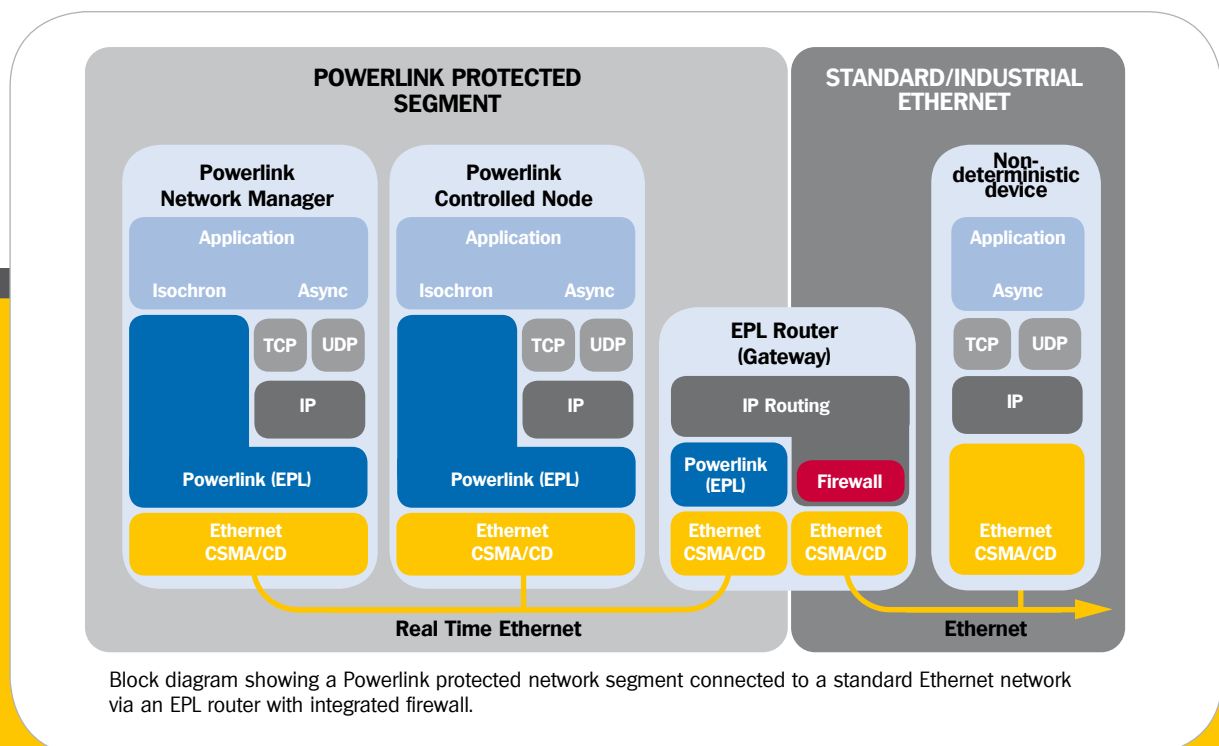 POWERLINK PROTECTED
SEGMENT
STANDARD/INDUSTRIAL
ETHERNET
Powerlink
Network Manager
Application
Isochron Async
TCP UDP
IP
Powerlink (EPL)
Ethernet
CSMA/CD
Powerlink
Controlled Node
Application
Isochron Async
TCP UDP
IP
Powerlink (EPL)
Ethernet
CSMA/CD
EPL Router
(Gateway)
IP Routing
Powerlink
(EPL)
Firewall
Ethernet
CSMA/CD
Ethernet
CSMA/CD
Non-
deterministic
device
Application
Async
TCP UDP
IP
Ethernet
CSMA/CD
Real Time Ethernet
Ethernet
Block diagram showing a Powerlink protected network segment connected to a standard Ethernet network
via an EPL router with integrated firewall.